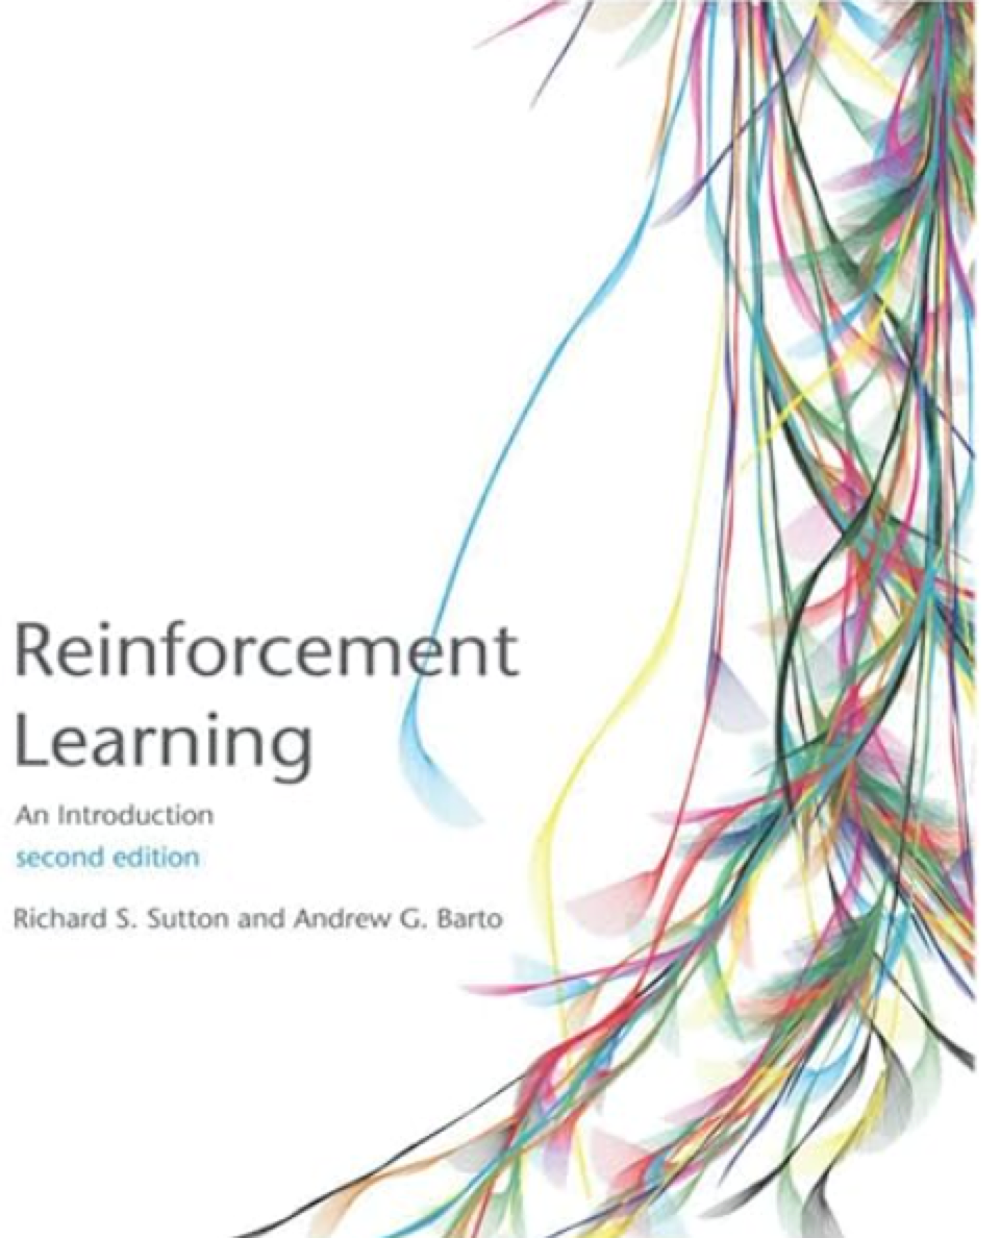 Reinforcement
Learning
An Introduction
second edition
Richard S. Sutton and Andrew G. Barto